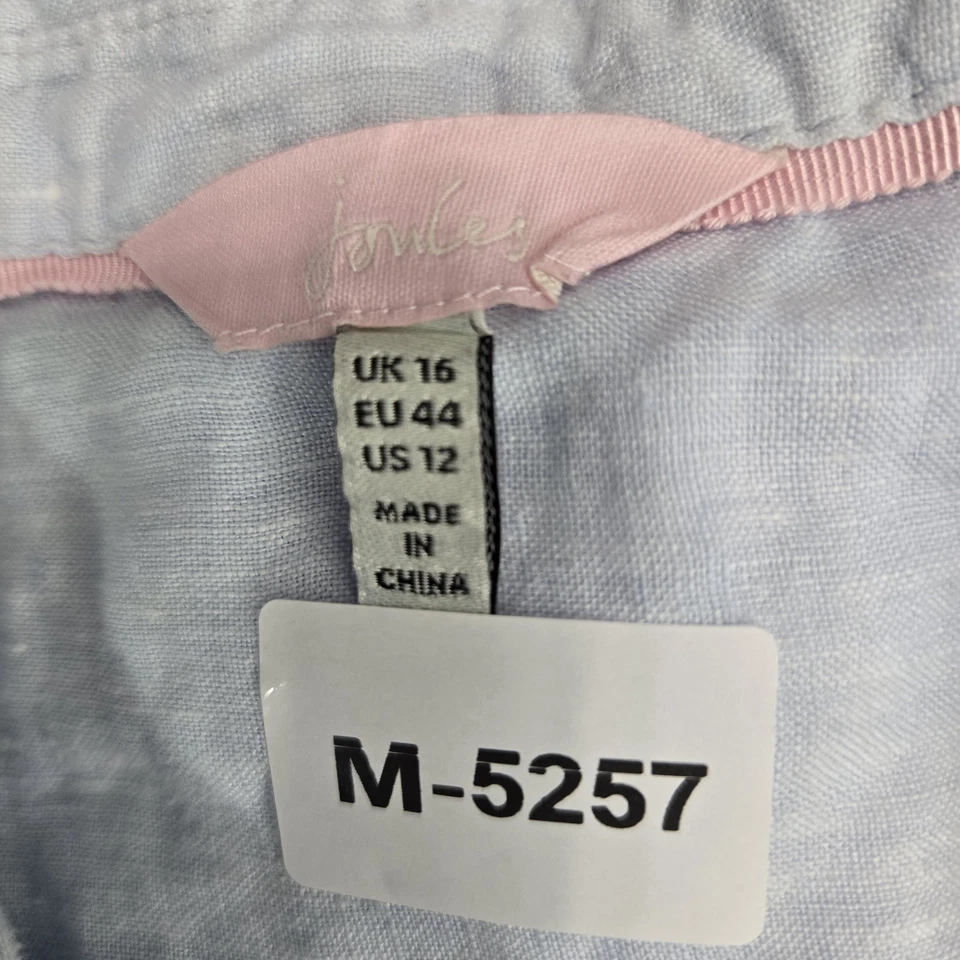 Joules
UK 16
EU 44
US 12
MADE
IN
CHINA
M-5257